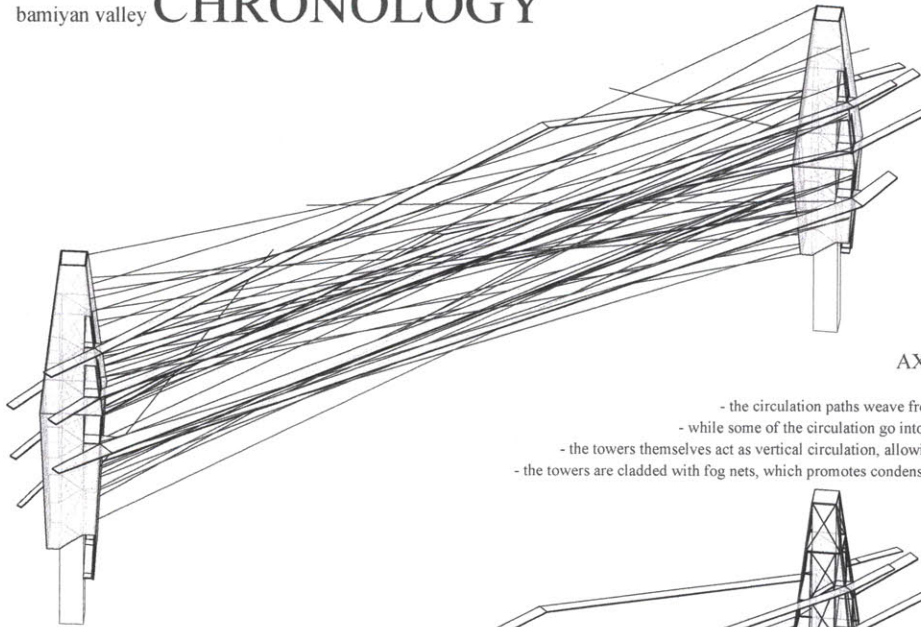 bamiyan valley CHRONOLOGY
AX
- the circulation paths weave fr
- while some of the circulation go into
- the towers themselves act as vertical circulation, allowi
- the towers are cladded with fog nets, which promotes condens